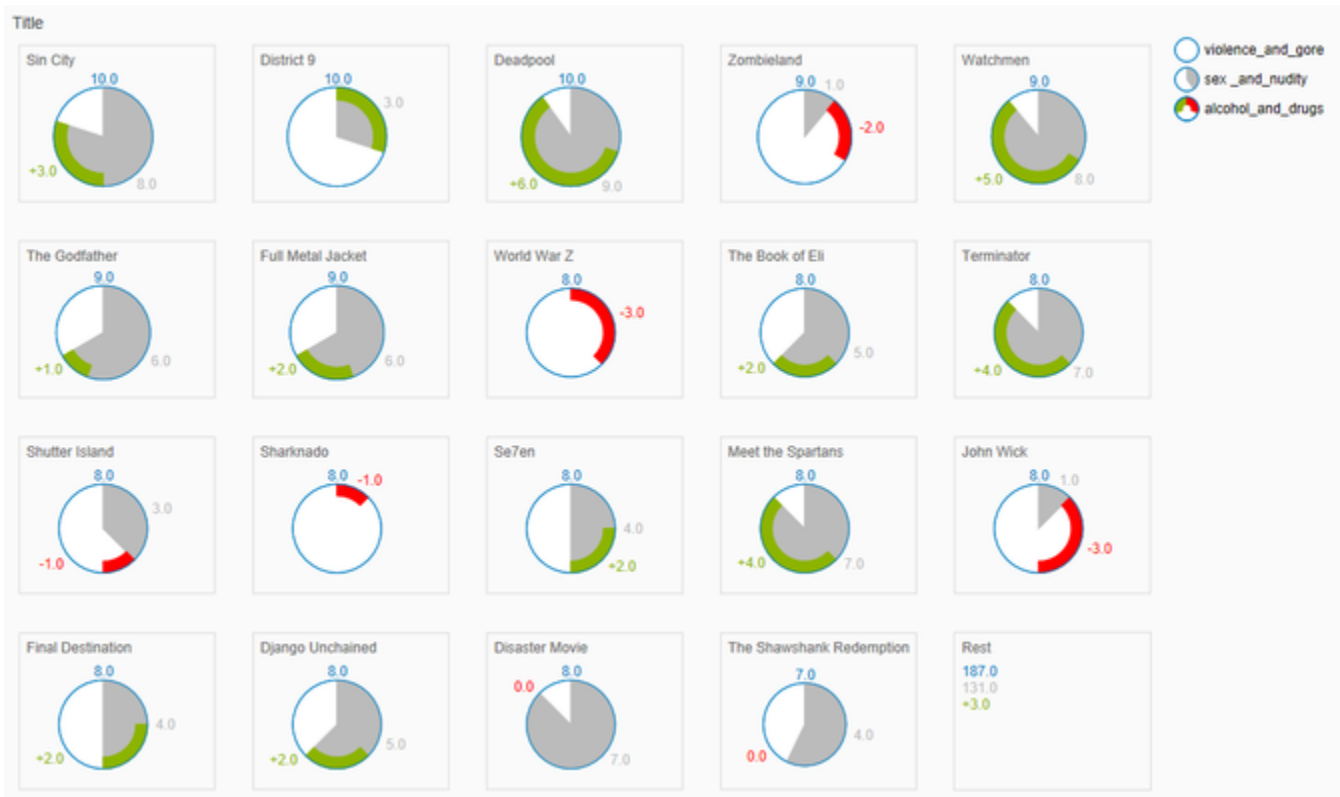 Title
Sin City
10.0
+3.0
8.0
District 9
10.0
3.0
Deadpool
10.0
+6.0
9.0
Zombieland
9.0
1.0
-2.0
Watchmen
9.0
+5.0
8.0
violence_and_gore
sex _and_nudity
alcohol_and_drugs
The Godfather
9.0
+1.0
6.0
Full Metal Jacket
9.0
+2.0
6.0
World War Z
8.0
-3.0
The Book of Eli
8.0
+2.0
5.0
Terminator
8.0
+4.0
7.0
Shutter Island
8.0
3.0
-1.0
Sharknado
8.0
-1.0
Se7en
8.0
4.0
+2.0
Meet the Spartans
8.0
+4.0
7.0
John Wick
8.0
1.0
-3.0
Final Destination
8.0
4.0
+2.0
Django Unchained
8.0
+2.0
5.0
Disaster Movie
8.0
0.0
7.0
The Shawshank Redemption
7.0
0.0
4.0
Rest
187.0
131.0
+3.0